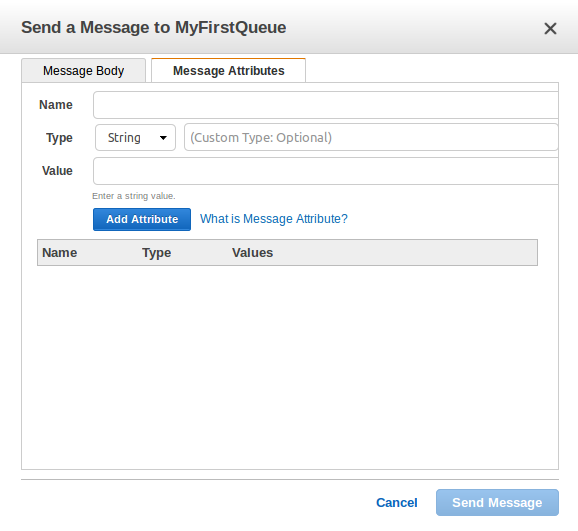 Send a Message to MyFirstQueue
Message Body
Message Attributes
Name
Type
String
(Custom Type: Optional)
Value
Enter a string value.
Add Attribute
What is Message Attribute?
Name Type Values
Cancel
Send Message